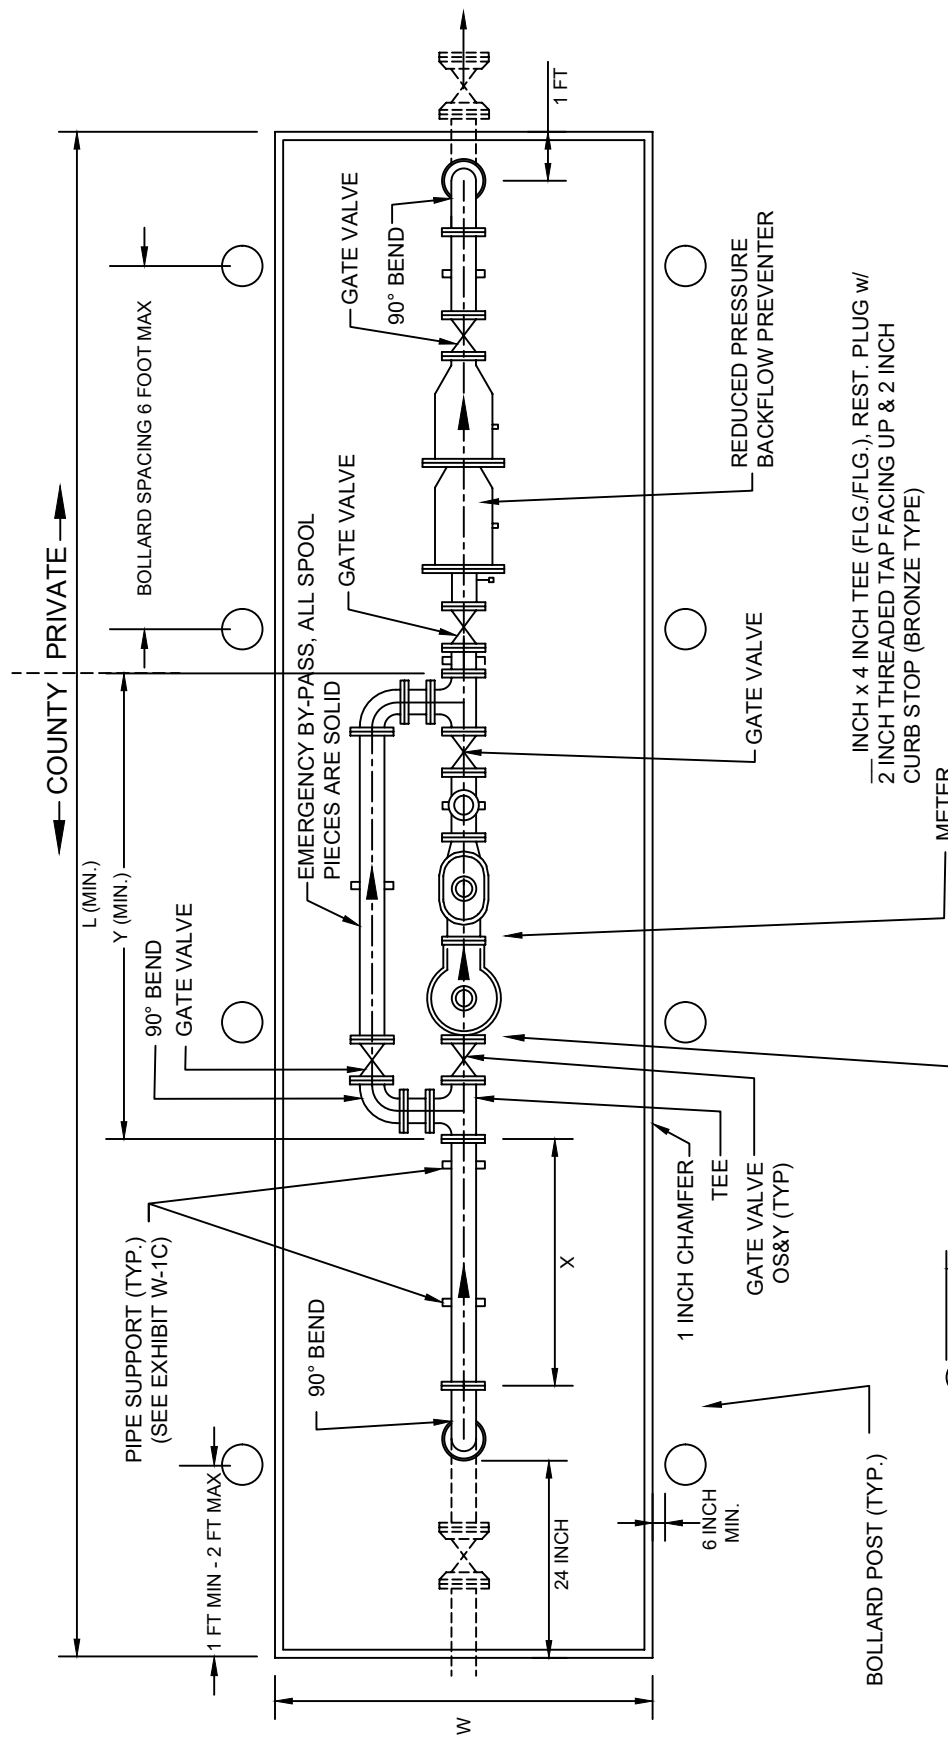 COUNTY
PRIVATE
L (MIN.)
Y (MIN.)
BOLLARD SPACING 6 FOOT MAX
1 FT MIN - 2 FT MAX
PIPE SUPPORT (TYP.)
(SEE EXHIBIT W-1C)
90° BEND
GATE VALVE
EMERGENCY BY-PASS, ALL SPOOL
PIECES ARE SOLID
GATE VALVE
GATE VALVE
90° BEND
1 FT
90° BEND
W
24 INCH
X
6 INCH
MIN.
1 INCH CHAMFER
TEE
GATE VALVE
OS&Y (TYP)
GATE VALVE
REDUCED PRESSURE
BACKFLOW PREVENTER
BOLLARD POST (TYP.)
__ INCH x 4 INCH TEE (FLG./FLG.), REST. PLUG w/
2 INCH THREADED TAP FACING UP & 2 INCH
CURB STOP (BRONZE TYPE)
METER